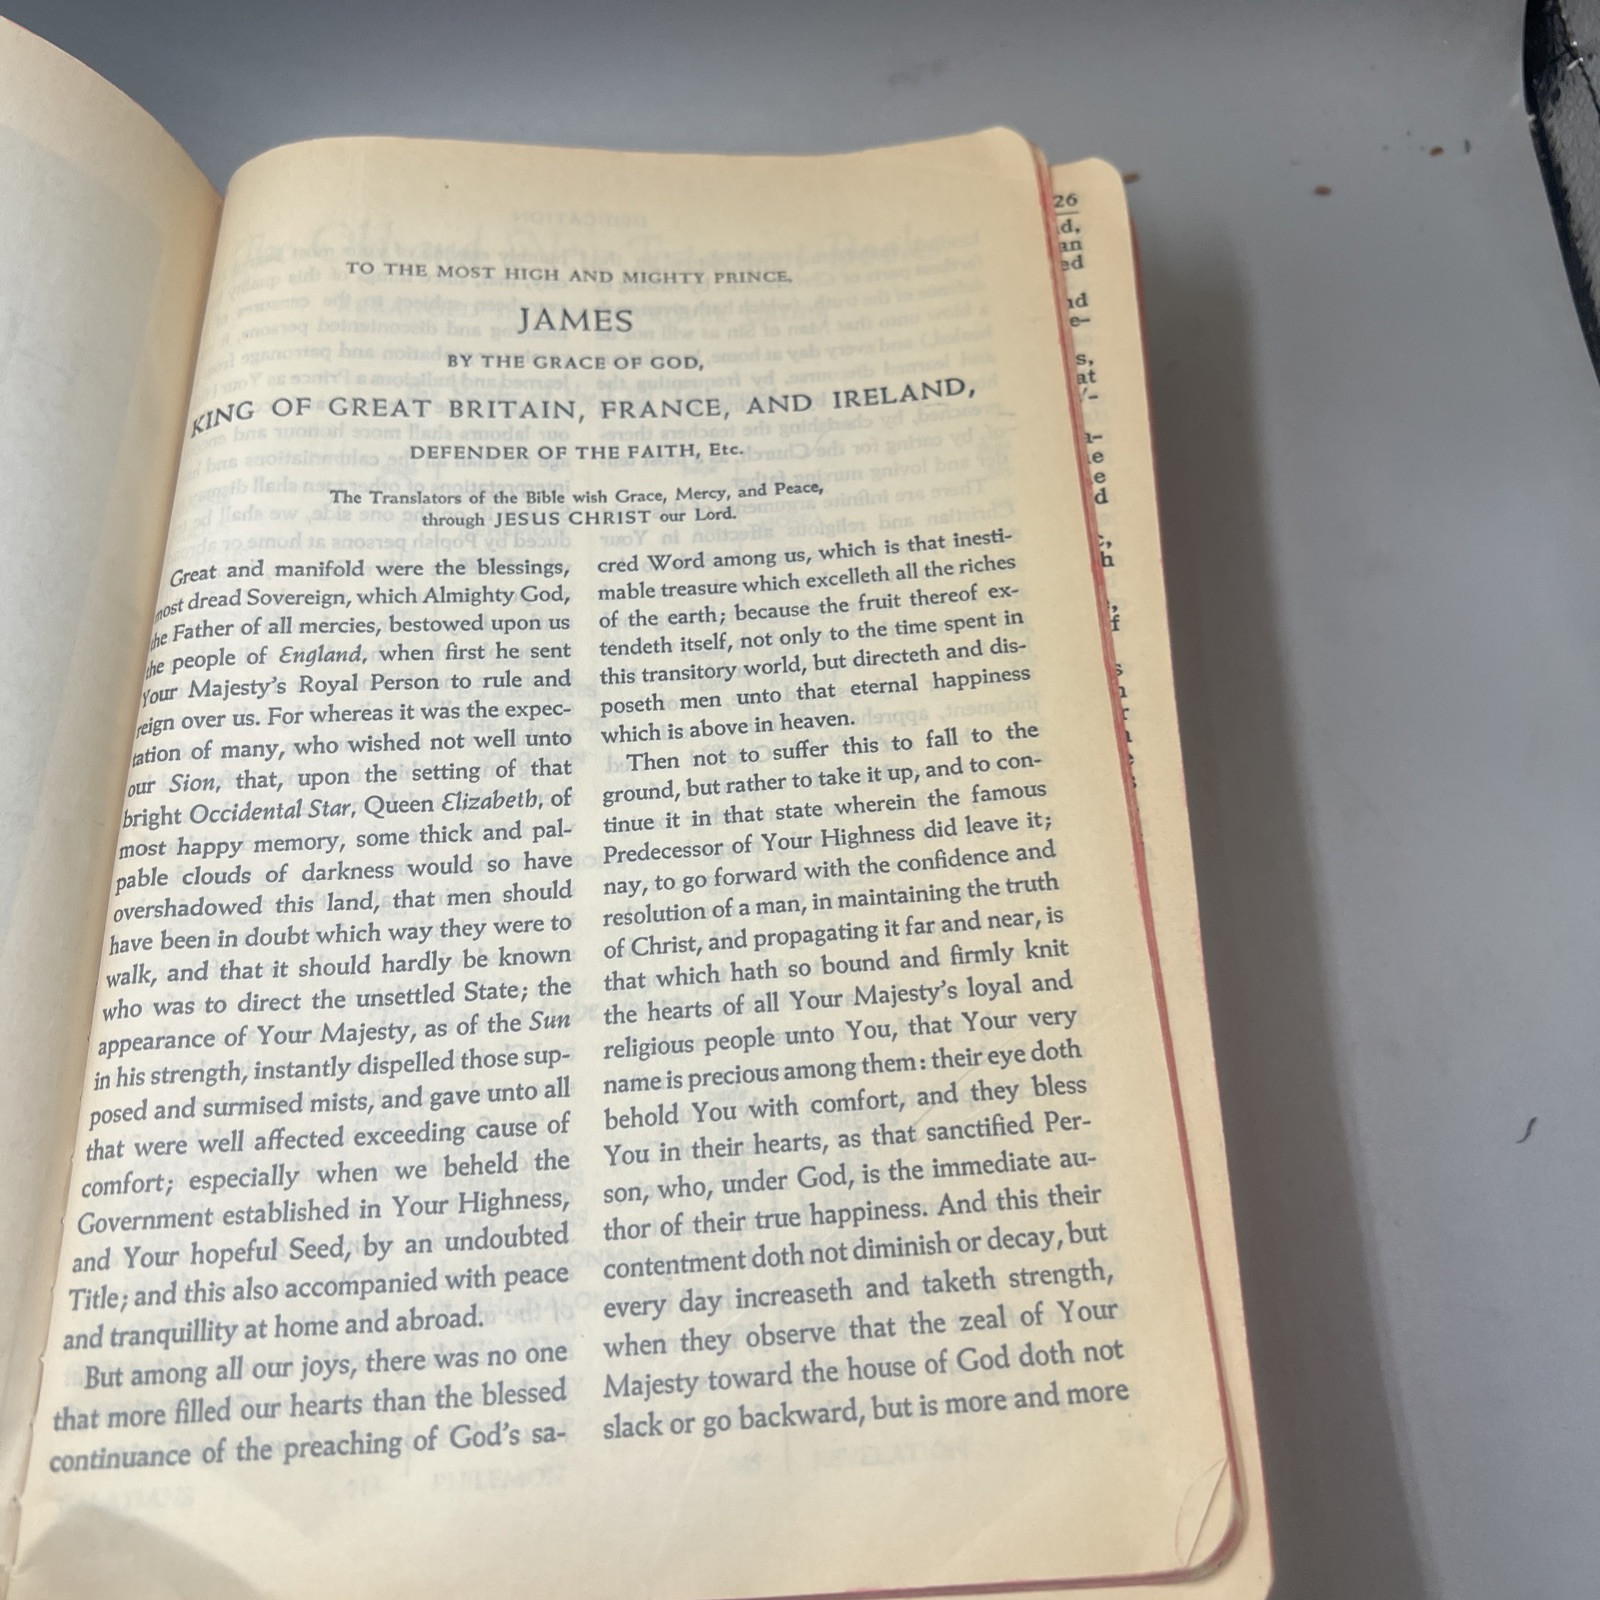 TO THE MOST HIGH AND MIGHTY PRINCE,
JAMES
BY THE GRACE OF GOD,
KING OF GREAT BRITAIN, FRANCE, AND IRELAND,
DEFENDER OF THE FAITH, Etc.
The Translators of the Bible wish Grace, Mercy, and Peace,
through JESUS CHRIST our Lord.
Great and manifold were the blessings,
most dread Sovereign, which Almighty God,
the Father of all mercies, bestowed upon us
the people of England, when first he sent
Your Majesty's Royal Person to rule and
reign over us. For whereas it was the expec-
tation of many, who wished not well unto
our Sion, that, upon the setting of that
bright Occidental Star, Queen Elizabeth, of
most happy memory, some thick and pal-
pable clouds of darkness would so have
overshadowed this land, that men should
have been in doubt which way they were to
walk, and that it should hardly be known
who was to direct the unsettled State; the
appearance of Your Majesty, as of the Sun
in his strength, instantly dispelled those sup-
posed and surmised mists, and gave unto all
that were well affected exceeding cause of
comfort; especially when we beheld the
Government established in Your Highness,
and Your hopeful Seed, by an undoubted
Title; and this also accompanied with peace
and tranquillity at home and abroad.
But among all our joys, there was no one
that more filled our hearts than the blessed
continuance of the preaching of God's sa-
cred Word among us, which is that inesti-
mable treasure which excelleth all the riches
of the earth; because the fruit thereof ex-
tendeth itself, not only to the time spent in
this transitory world, but directeth and dis-
poseth men unto that eternal happiness
which is above in heaven.
Then not to suffer this to fall to the
ground, but rather to take it up, and to con-
tinue it in that state wherein the famous
Predecessor of Your Highness did leave it;
nay, to go forward with the confidence and
resolution of a man, in maintaining the truth
of Christ, and propagating it far and near, is
that which hath so bound and firmly knit
the hearts of all Your Majesty's loyal and
religious people unto You, that Your very
name is precious among them: their eye doth
behold You with comfort, and they bless
You in their hearts, as that sanctified Per-
son, who, under God, is the immediate au-
thor of their true happiness. And this their
contentment doth not diminish or decay, but
every day increaseth and taketh strength,
when they observe that the zeal of Your
Majesty toward the house of God doth not
slack or go backward, but is more and more
26